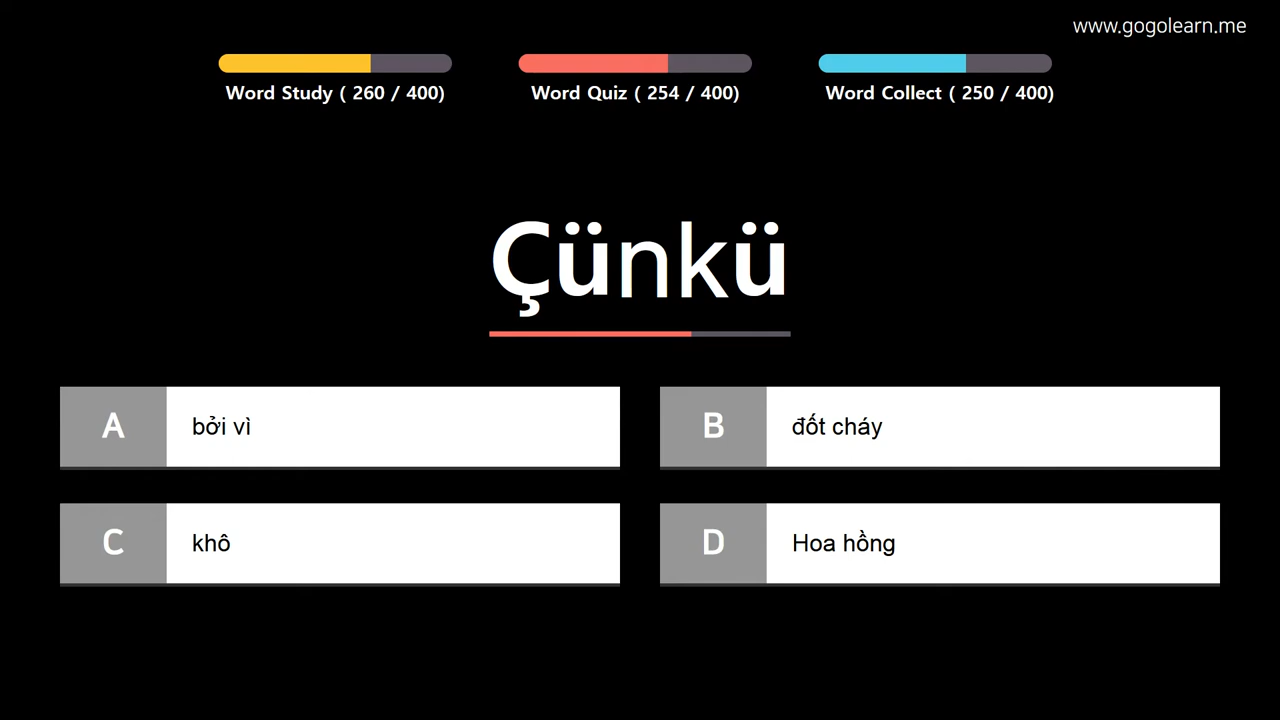 www.gogolearn.me
Word Study ( 260 / 400)
Word Quiz ( 254 / 400)
Word Collect ( 250 / 400)
Çünkü
A
bởi vì
B
đốt cháy
C
khô
D
Hoa hồng